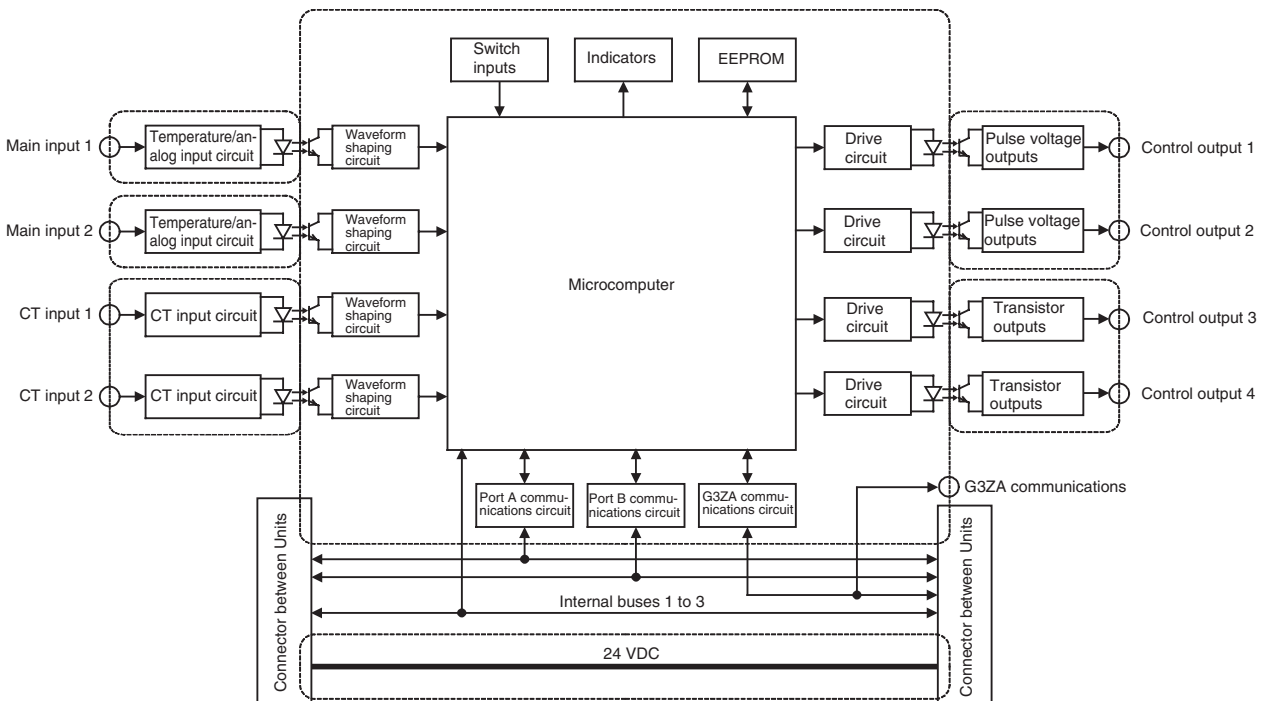 Switch
inputs
Indicators
EEPROM
Main input 1
Temperature/an-
alog input circuit
Waveform
shaping
circuit
Drive
circuit
Pulse voltage
outputs
Control output 1
Main input 2
Temperature/an-
alog input circuit
Waveform
shaping
circuit
Drive
circuit
Pulse voltage
outputs
Control output 2
Microcomputer
CT input 1
CT input circuit
Waveform
shaping
circuit
Drive
circuit
Transistor
outputs
Control output 3
CT input 2
CT input circuit
Waveform
shaping
circuit
Drive
circuit
Transistor
outputs
Control output 4
Port A commu-
nications circuit
Port B commu-
nications circuit
G3ZA commu-
nications circuit
G3ZA communications
Connector between Units
Internal buses 1 to 3
24 VDC
Connector between Units